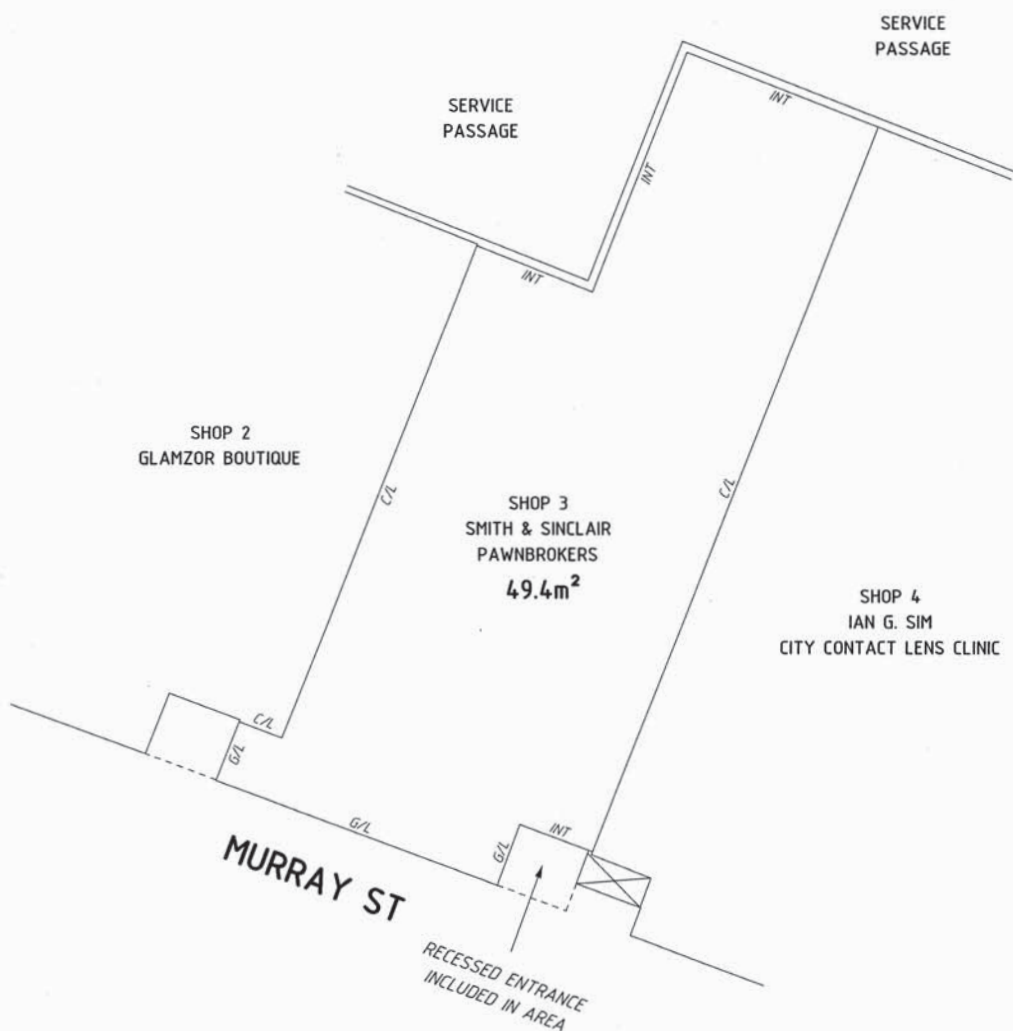 SERVICE
PASSAGE
SERVICE
PASSAGE
INT
INT
INT
SHOP 2
GLAMZOR BOUTIQUE
C/L
SHOP 3
SMITH & SINCLAIR
PAWNBROKERS
49.4m²
C/L
SHOP 4
IAN G. SIM
CITY CONTACT LENS CLINIC
C/L
G/L
G/L
G/L
INT
MURRAY ST
RECESSED ENTRANCE
INCLUDED IN AREA